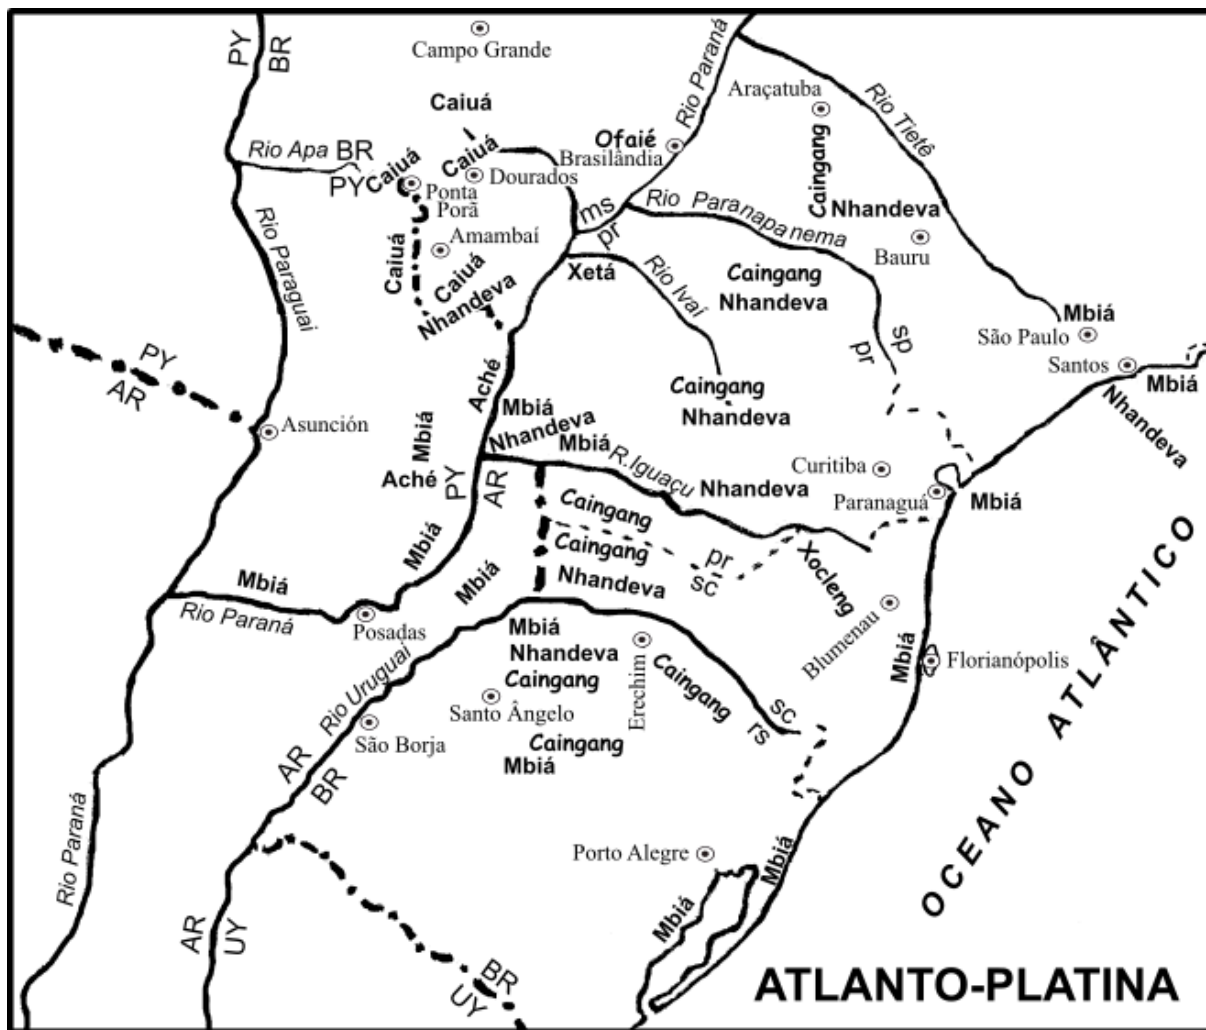 PY
BR
Campo Grande
Rio Paraná
Araçatuba
Rio Tietê
Caiuá
Ofaié
Brasilândia
Caingang
Rio Apa
BR
PY
Caiuá
Caiuá
Dourados
Ponta
Porã
ms
pr
Rio Paranapanema
Nhandeva
Bauru
Rio Paraguai
Amambaí
Caiuá
Caiuá
Nhandeva
Xetá
Rio Ivaí
Caingang
Nhandeva
Mbiá
São Paulo
Santos
Mbiá
Nhandeva
sp
pr
PY
AR
Asunción
Aché
Caingang
Nhandeva
Mbiá
Nhandeva
Mbiá
Mbiá
Aché
PY
AR
R.Iguaçu
Nhandeva
Curitiba
Paranaguá
Mbiá
Caingang
Caingang
pr
sc
Nhandeva
Xocleng
Mbiá
Mbiá
Mbiá
Rio Paraná
Posadas
Blumenau
Mbiá
Florianópolis
OCEANO ATLÂNTICO
Rio Uruguai
Mbiá
Nhandeva
Caingang
Santo Ângelo
Erechim
Caingang
sc
rs
São Borja
Caingang
Mbiá
AR
BR
Rio Paraná
Porto Alegre
Mbiá
Mbiá
AR
UY
BR
UY
ATLANTO-PLATINA